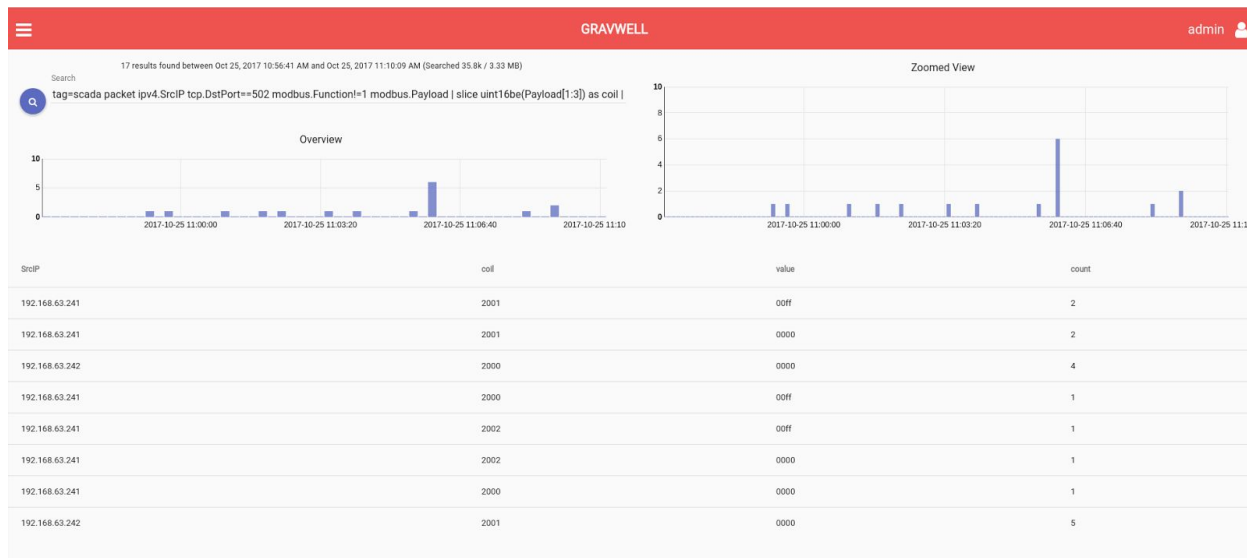 GRAVWELL
admin
17 results found between Oct 25, 2017 10:56:41 AM and Oct 25, 2017 11:10:09 AM (Searched 35.8k / 3.33 MB)
Search
tag=scada packet ipv4.SrcIP tcp.DstPort==502 modbus.Function!=1 modbus.Payload | slice uint16be(Payload[1:3]) as coil |
Overview
10
5
0
2017-10-25 11:00:00 2017-10-25 11:03:20 2017-10-25 11:06:40 2017-10-25 11:10
Zoomed View
10
8
6
4
2
0
2017-10-25 11:00:00 2017-10-25 11:03:20 2017-10-25 11:06:40 2017-10-25 11:1
SrcIP coil value count
192.168.63.241 2001 00ff 2
192.168.63.241 2001 0000 2
192.168.63.242 2000 0000 4
192.168.63.241 2000 00ff 1
192.168.63.241 2002 00ff 1
192.168.63.241 2002 0000 1
192.168.63.241 2000 0000 1
192.168.63.242 2001 0000 5